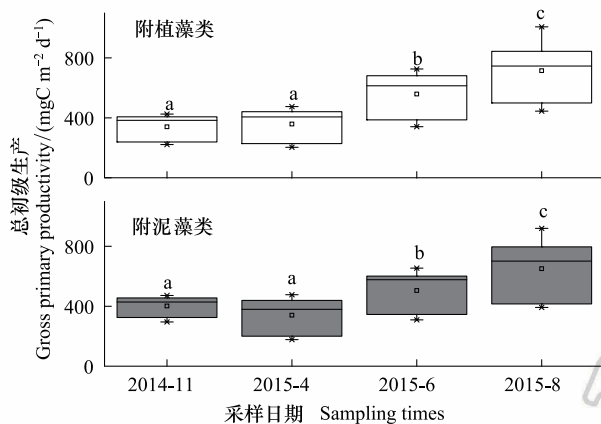 附植藻类
a
a
b
c
800
400
0
附泥藻类
a
a
b
c
800
400
0
总初级生产
Gross primary productivity/(mgC m⁻² d⁻¹)
2014-11 2015-4 2015-6 2015-8
采样日期 Sampling times